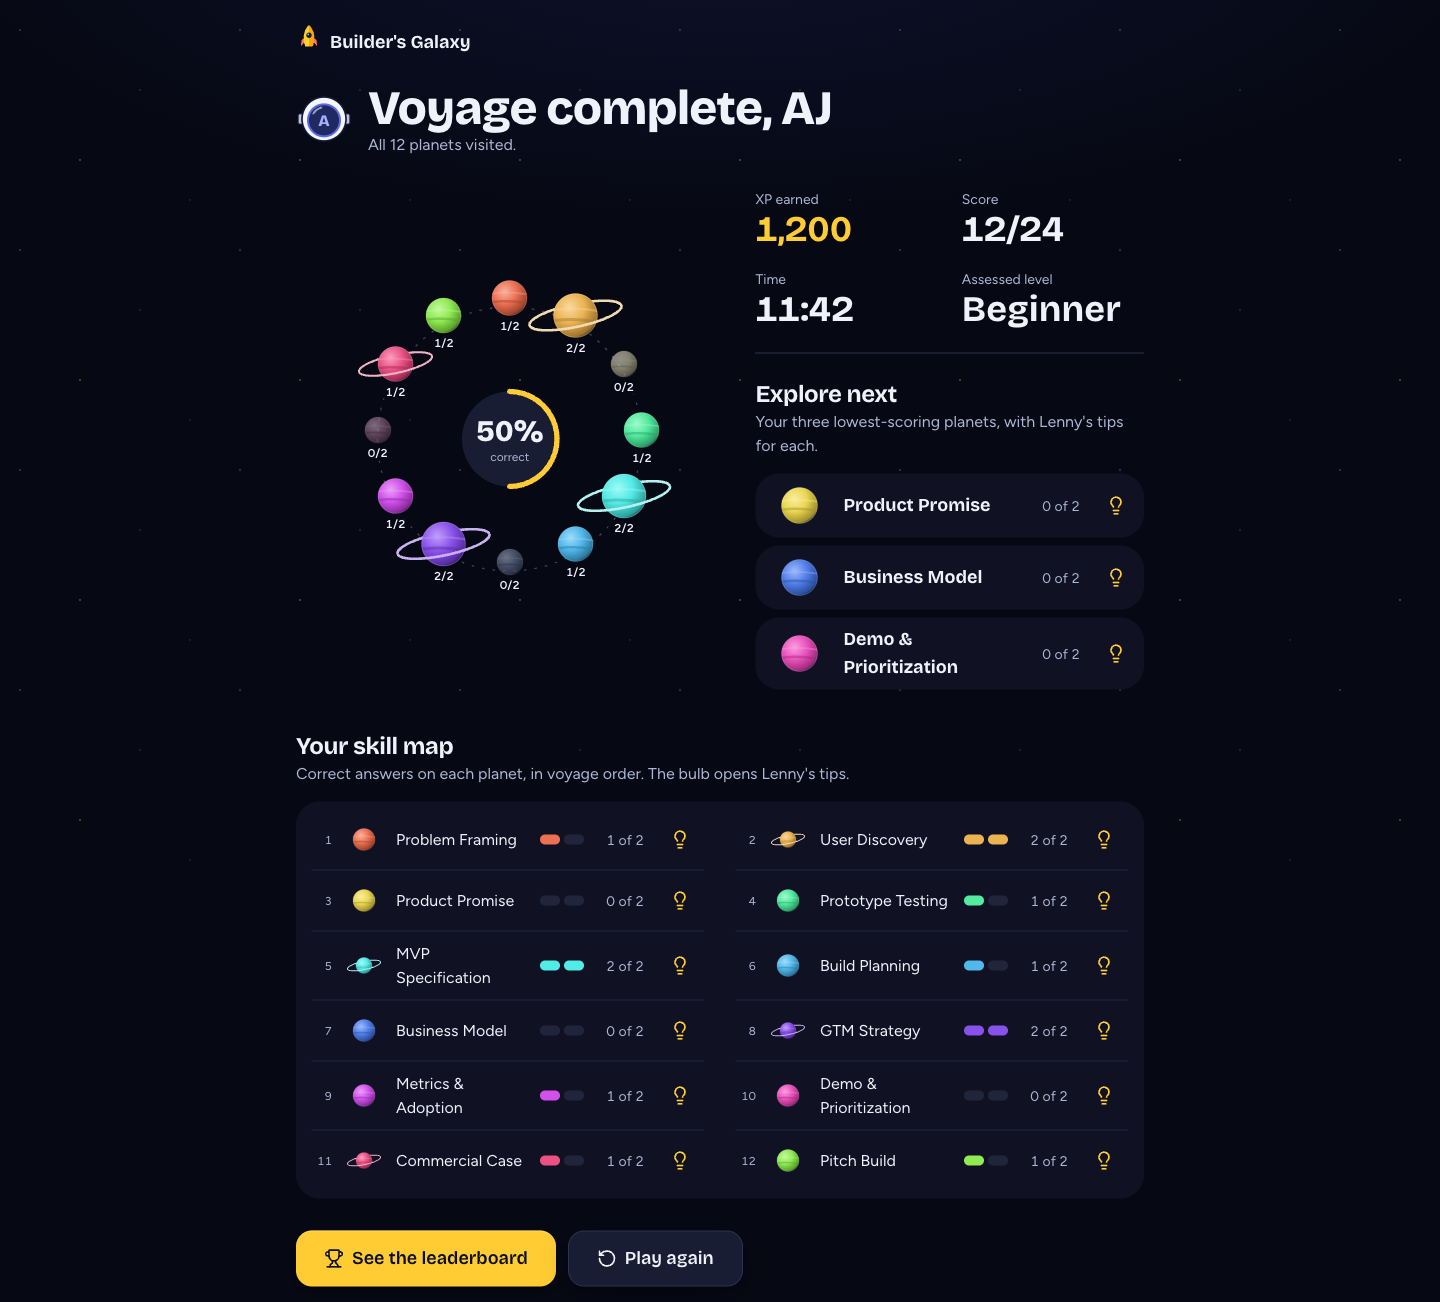 Builder's Galaxy
A
Voyage complete, AJ
All 12 planets visited.
XP earned
1,200
Score
12/24
Time
11:42
Assessed level
Beginner
1/2
2/2
0/2
1/2
2/2
1/2
0/2
2/2
1/2
0/2
1/2
1/2
50%
correct
Explore next
Your three lowest-scoring planets, with Lenny's tips
for each.
Product Promise 0 of 2
Business Model 0 of 2
Demo &
Prioritization 0 of 2
Your skill map
Correct answers on each planet, in voyage order. The bulb opens Lenny's tips.
1 Problem Framing 1 of 2
2 User Discovery 2 of 2
3 Product Promise 0 of 2
4 Prototype Testing 1 of 2
5 MVP
Specification 2 of 2
6 Build Planning 1 of 2
7 Business Model 0 of 2
8 GTM Strategy 2 of 2
9 Metrics &
Adoption 1 of 2
10 Demo &
Prioritization 0 of 2
11 Commercial Case 1 of 2
12 Pitch Build 1 of 2
See the leaderboard
Play again